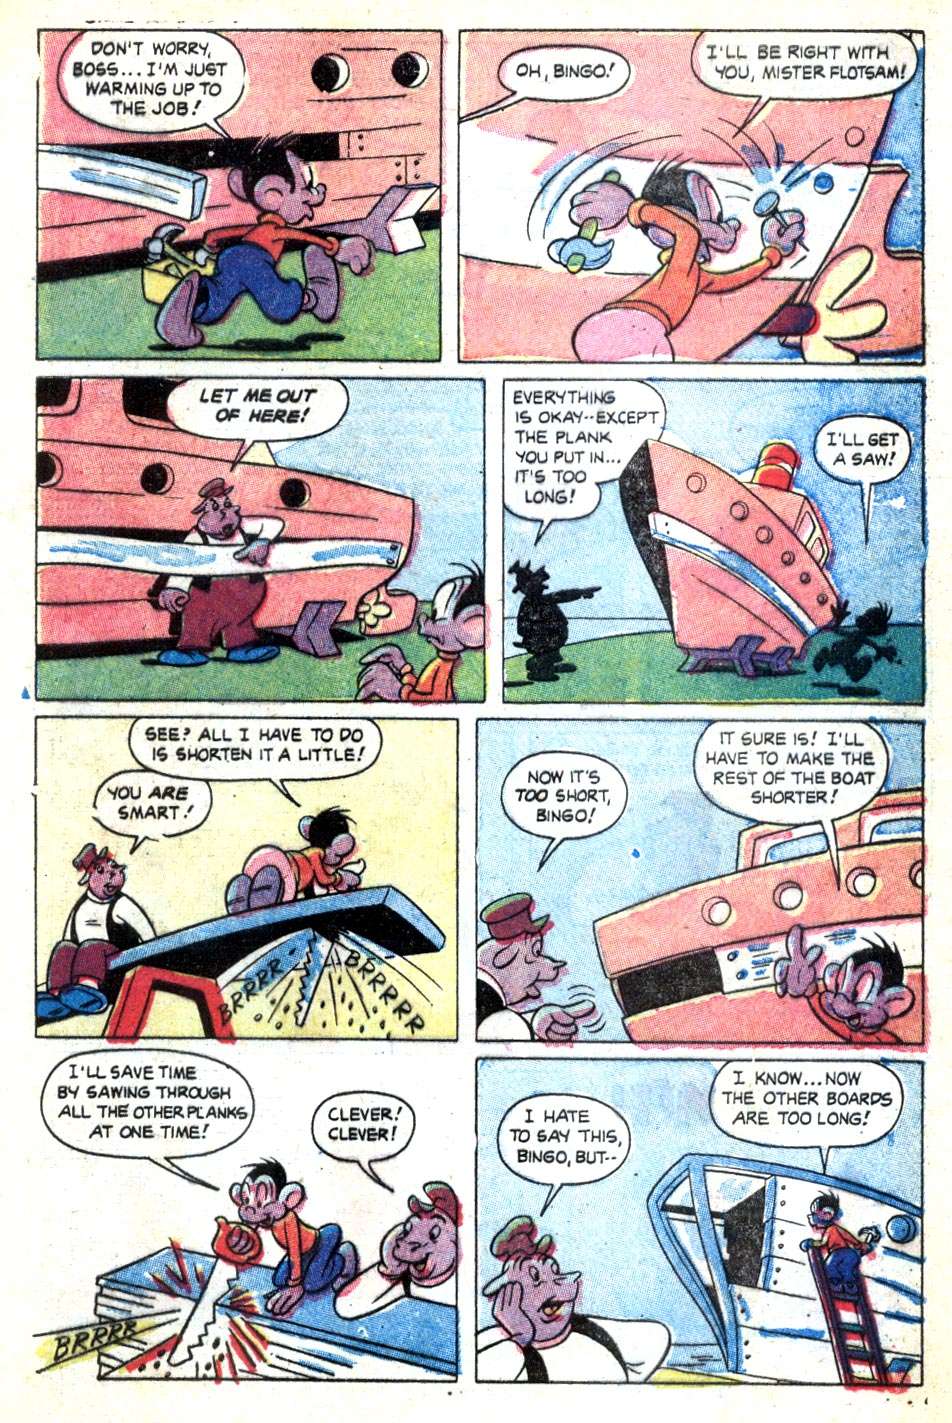 DON'T WORRY,
BOSS... I'M JUST
WARMING UP TO
THE JOB!
OH, BINGO!
I'LL BE RIGHT WITH
YOU, MISTER FLOTSAM!
LET ME OUT
OF HERE!
EVERYTHING
IS OKAY--EXCEPT
THE PLANK
YOU PUT IN...
IT'S TOO
LONG!
I'LL GET
A SAW!
SEE? ALL I HAVE TO DO
IS SHORTEN IT A LITTLE!
YOU ARE
SMART!
BRRRR
BRRRRR
NOW IT'S
TOO SHORT,
BINGO!
IT SURE IS! I'LL
HAVE TO MAKE THE
REST OF THE BOAT
SHORTER!
I'LL SAVE TIME
BY SAWING THROUGH
ALL THE OTHER PLANKS
AT ONE TIME!
CLEVER!
CLEVER!
BRRRR
I HATE
TO SAY THIS,
BINGO, BUT--
I KNOW... NOW
THE OTHER BOARDS
ARE TOO LONG!